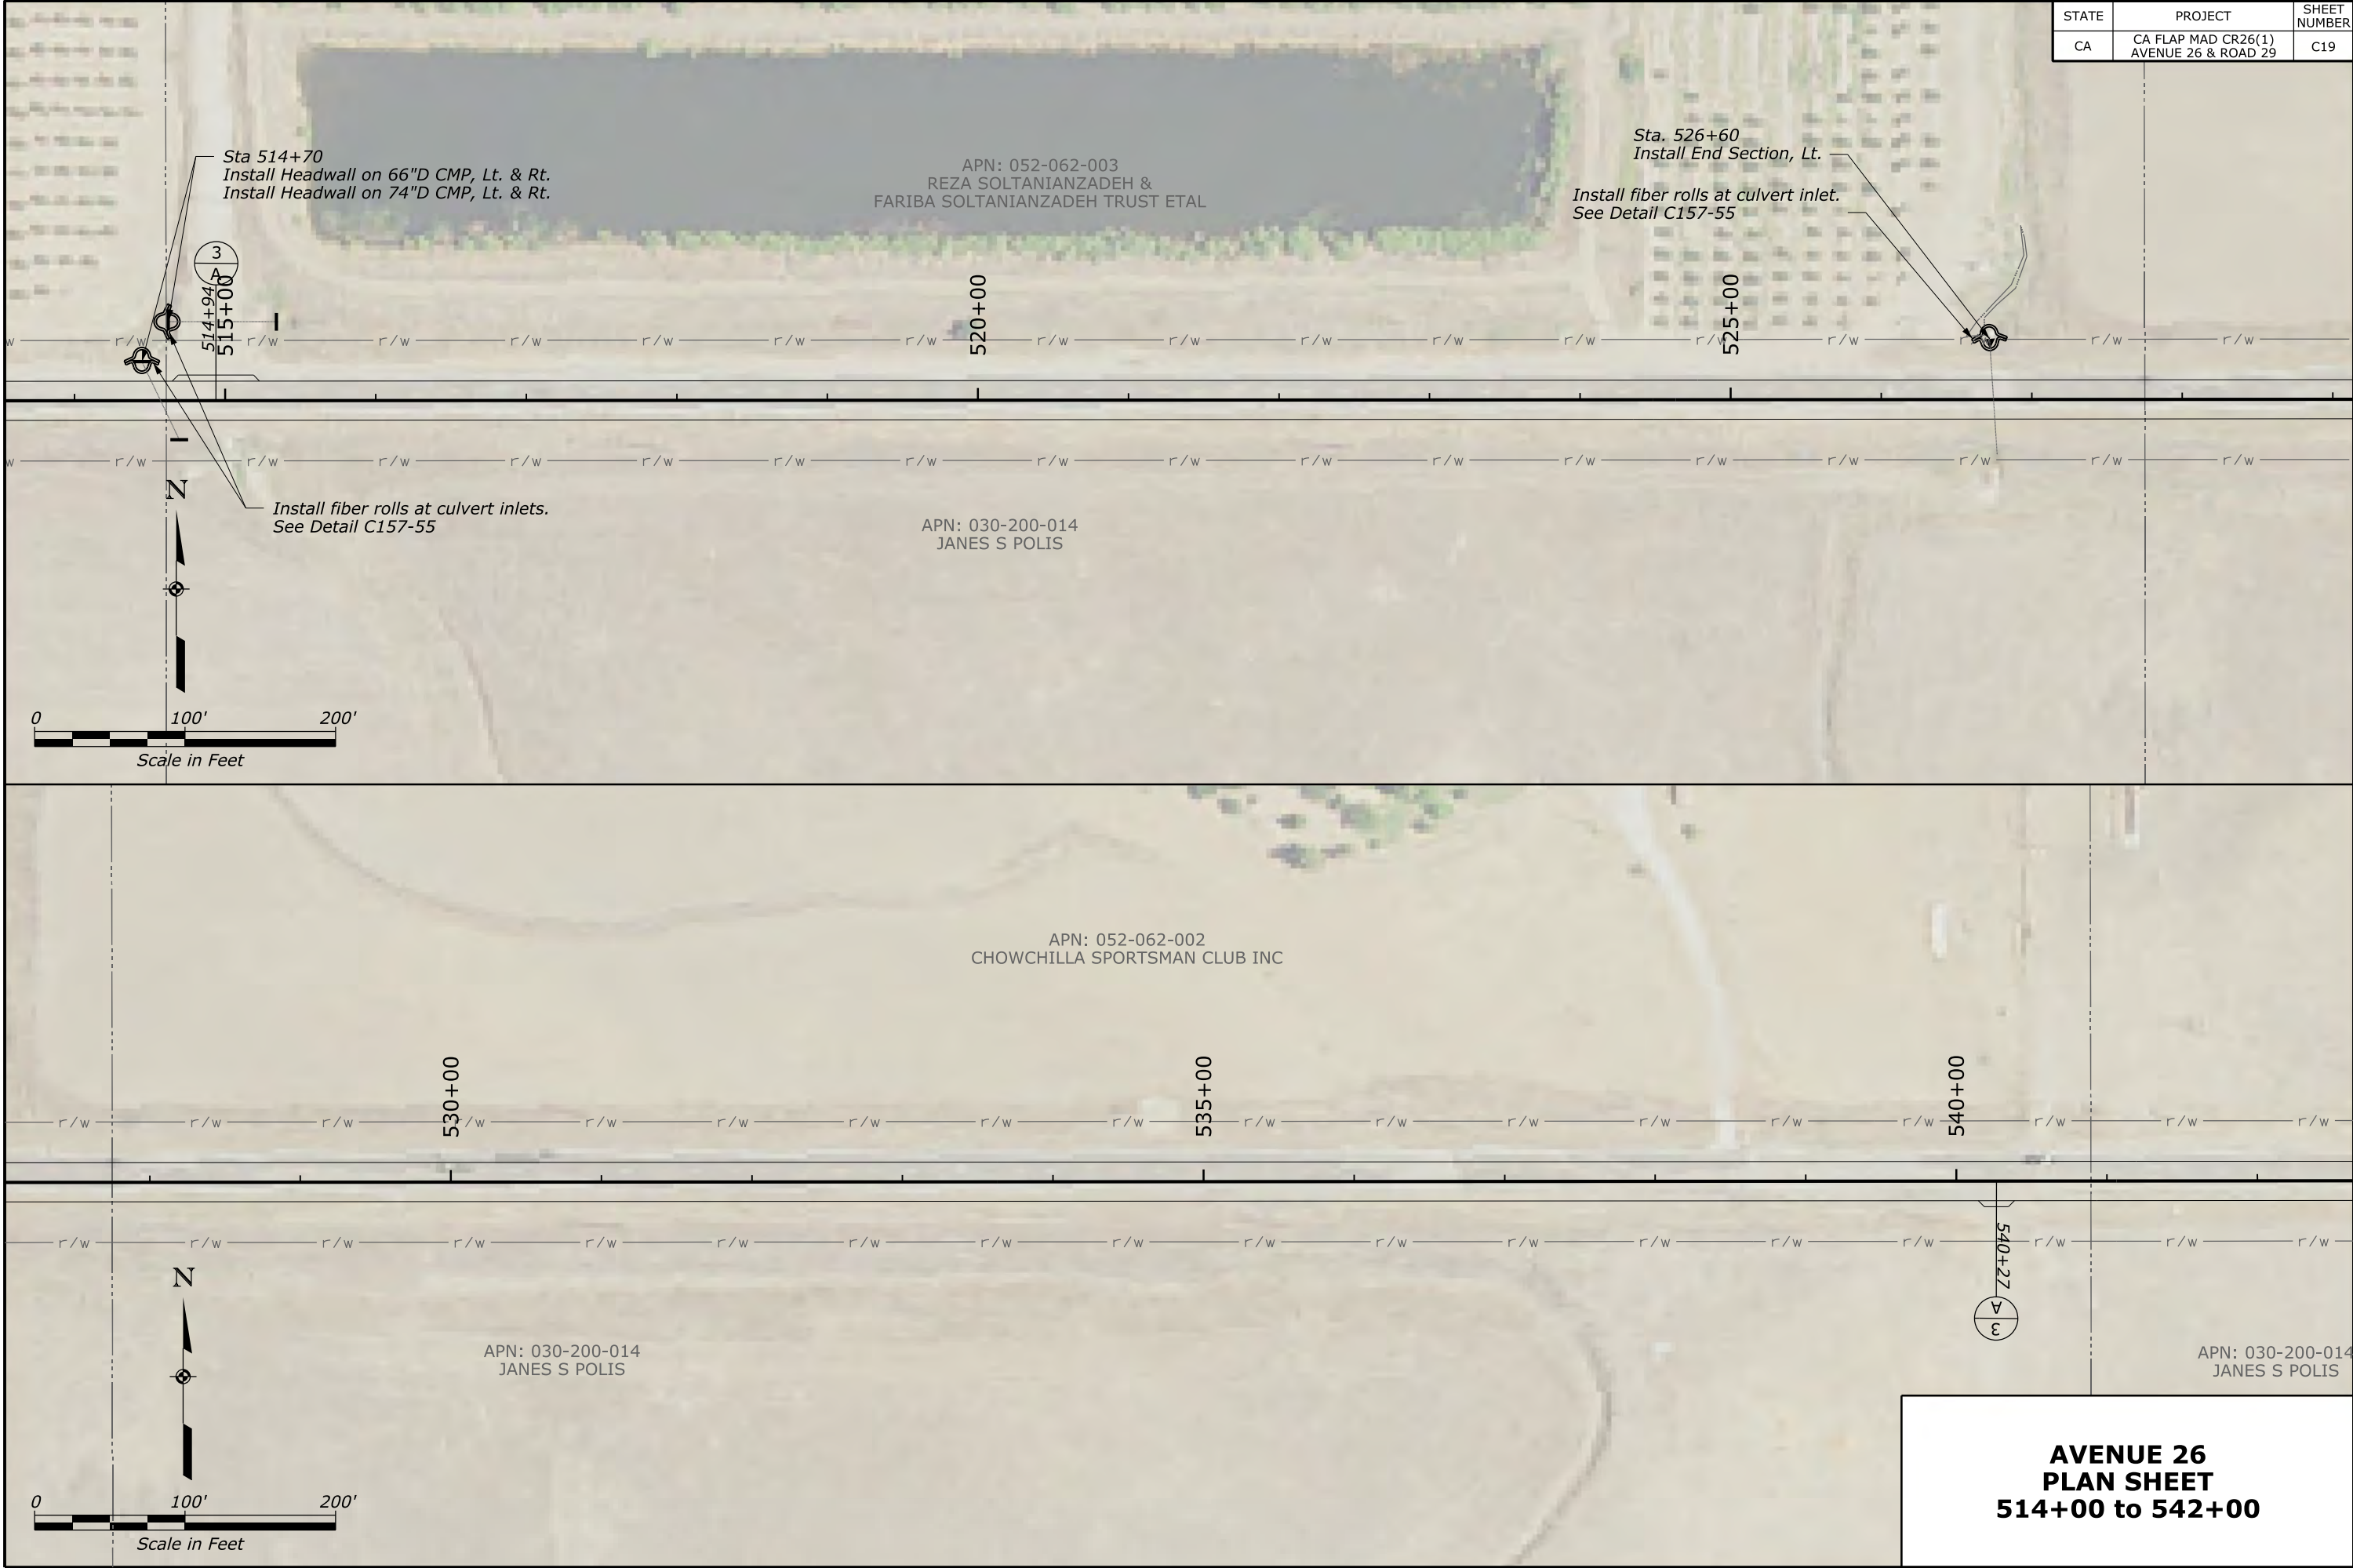 STATE PROJECT SHEET NUMBER
CA CA FLAP MAD CR26(1) AVENUE 26 & ROAD 29 C19
Sta 514+70
Install Headwall on 66"D CMP, Lt. & Rt.
Install Headwall on 74"D CMP, Lt. & Rt.
APN: 052-062-003
REZA SOLTANIANZADEH &
FARIBA SOLTANIANZADEH TRUST ETAL
Sta. 526+60
Install End Section, Lt.
Install fiber rolls at culvert inlet.
See Detail C157-55
3
A
514+94
515+00
520+00
525+00
w r/w r/w r/w r/w r/w r/w r/w r/w r/w r/w r/w r/w r/w r/w r/w r/w r/w
w r/w r/w r/w r/w r/w r/w r/w r/w r/w r/w r/w r/w r/w r/w r/w r/w r/w
N
Install fiber rolls at culvert inlets.
See Detail C157-55
APN: 030-200-014
JANES S POLIS
0 100' 200'
Scale in Feet
APN: 052-062-002
CHOWCHILLA SPORTSMAN CLUB INC
530+00
535+00
540+00
r/w r/w r/w r/w r/w r/w r/w r/w r/w r/w r/w r/w r/w r/w r/w r/w r/w r/w
r/w r/w r/w r/w r/w r/w r/w r/w r/w r/w r/w r/w r/w r/w r/w r/w r/w r/w
540+27
A
3
N
APN: 030-200-014
JANES S POLIS
APN: 030-200-014
JANES S POLIS
0 100' 200'
Scale in Feet
AVENUE 26
PLAN SHEET
514+00 to 542+00